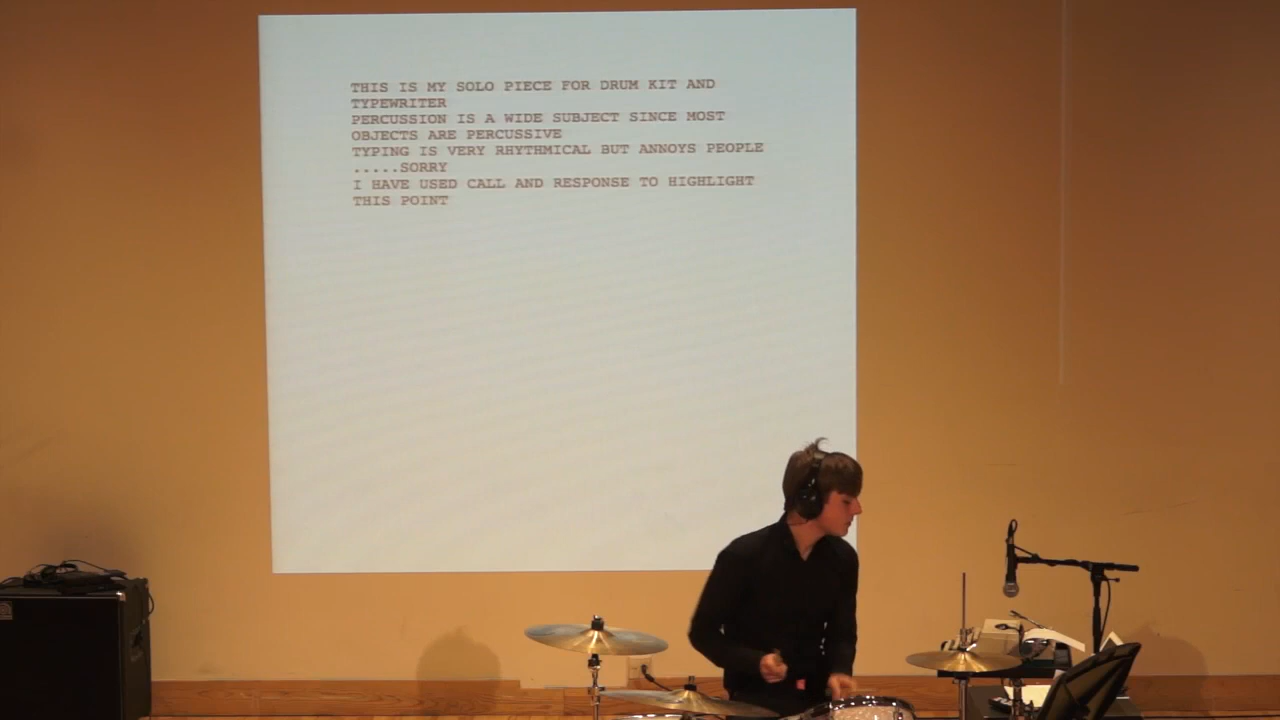 THIS IS MY SOLO PIECE FOR DRUM KIT AND
TYPEWRITER
PERCUSSION IS A WIDE SUBJECT SINCE MOST
OBJECTS ARE PERCUSSIVE
TYPING IS VERY RHYTHMICAL BUT ANNOYS PEOPLE
.....SORRY
I HAVE USED CALL AND RESPONSE TO HIGHLIGHT
THIS POINT